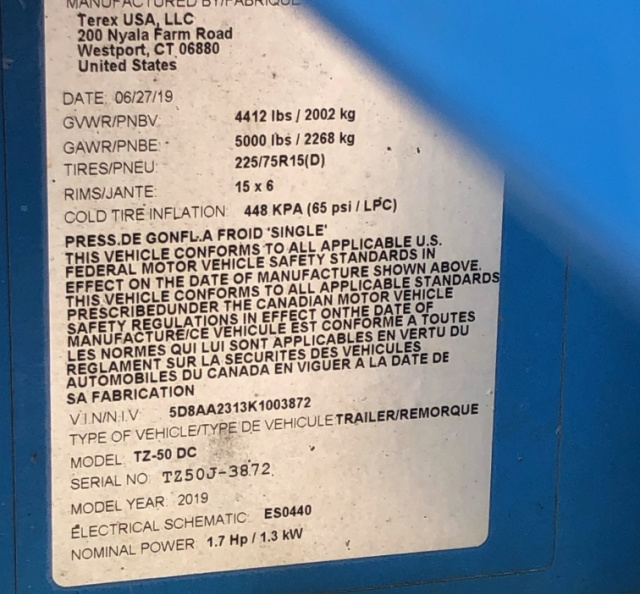 MANUFACTURED BY/FABRIQUE
Terex USA, LLC
200 Nyala Farm Road
Westport, CT 06880
United States
DATE: 06/27/19
GVWR/PNBV: 4412 lbs / 2002 kg
GAWR/PNBE: 5000 lbs / 2268 kg
TIRES/PNEU: 225/75R15(D)
RIMS/JANTE: 15 x 6
COLD TIRE INFLATION: 448 KPA (65 psi / LPC)
PRESS.DE GONFL.A FROID 'SINGLE'
THIS VEHICLE CONFORMS TO ALL APPLICABLE U.S.
FEDERAL MOTOR VEHICLE SAFETY STANDARDS IN
EFFECT ON THE DATE OF MANUFACTURE SHOWN ABOVE.
THIS VEHICLE CONFORMS TO ALL APPLICABLE STANDARDS
PRESCRIBEDUNDER THE CANADIAN MOTOR VEHICLE
SAFETY REGULATIONS IN EFFECT ONTHE DATE OF
MANUFACTURE/CE VEHICULE EST CONFORME A TOUTES
LES NORMES QUI LUI SONT APPLICABLES EN VERTU DU
REGLAMENT SUR LA SECURITES DES VEHICULES
AUTOMOBILES DU CANADA EN VIGUER A LA DATE DE
SA FABRICATION
V.I.N/N.I.V: 5D8AA2313K1003872
TYPE OF VEHICLE/TYPE DE VEHICULE TRAILER/REMORQUE
MODEL: TZ-50 DC
SERIAL NO: TZ50J-3872
MODEL YEAR: 2019
ELECTRICAL SCHEMATIC: ES0440
NOMINAL POWER: 1.7 Hp / 1.3 kW